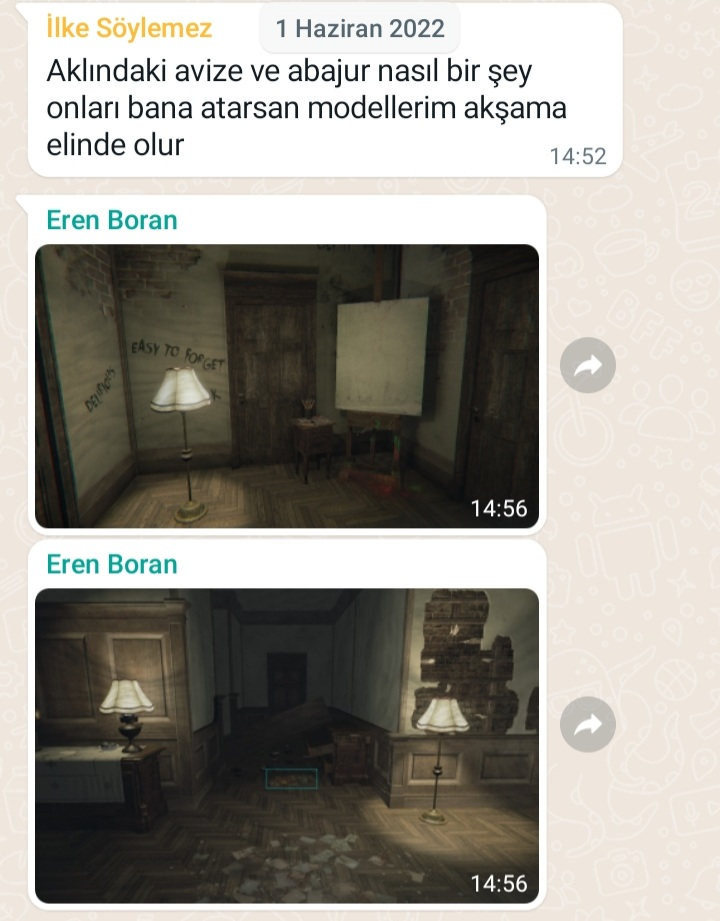 İlke Söylemez
1 Haziran 2022
Aklındaki avize ve abajur nasıl bir şey
onları bana atarsan modellerim akşama
elinde olur
14:52
Eren Boran
EASY TO FORGET
14:56
Eren Boran
14:56